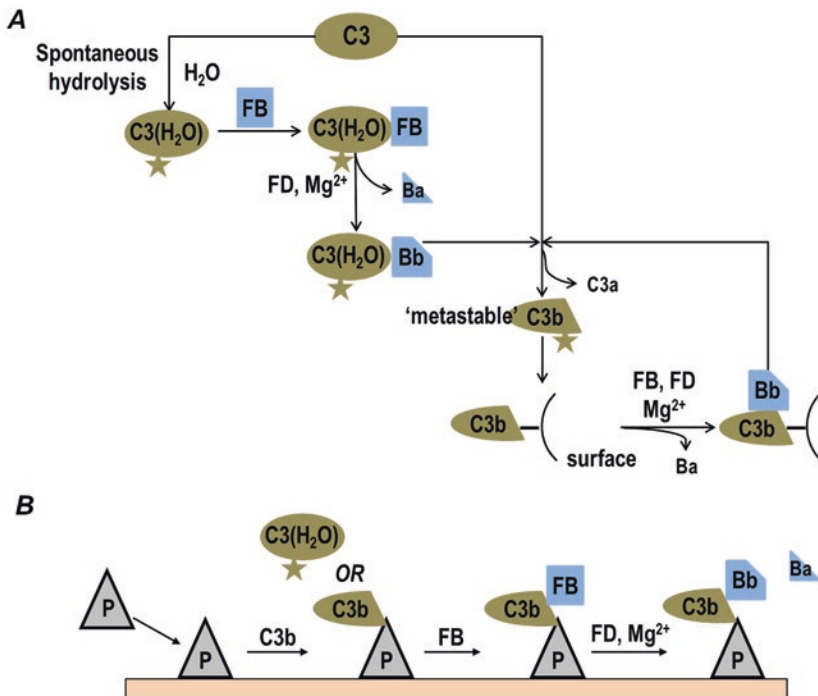 A
C3
Spontaneous
hydrolysis
H₂O
FB
C3(H₂O)
C3(H₂O) FB
FD, Mg²⁺
Ba
C3(H₂O) Bb
C3a
'metastable' C3b
FB, FD
Mg²⁺
Bb
C3b
C3b
surface
Ba
B
C3(H₂O)
OR
P
C3b
C3b
FB
C3b
FB
FD, Mg²⁺
C3b
Bb
Ba
P
P
P
P